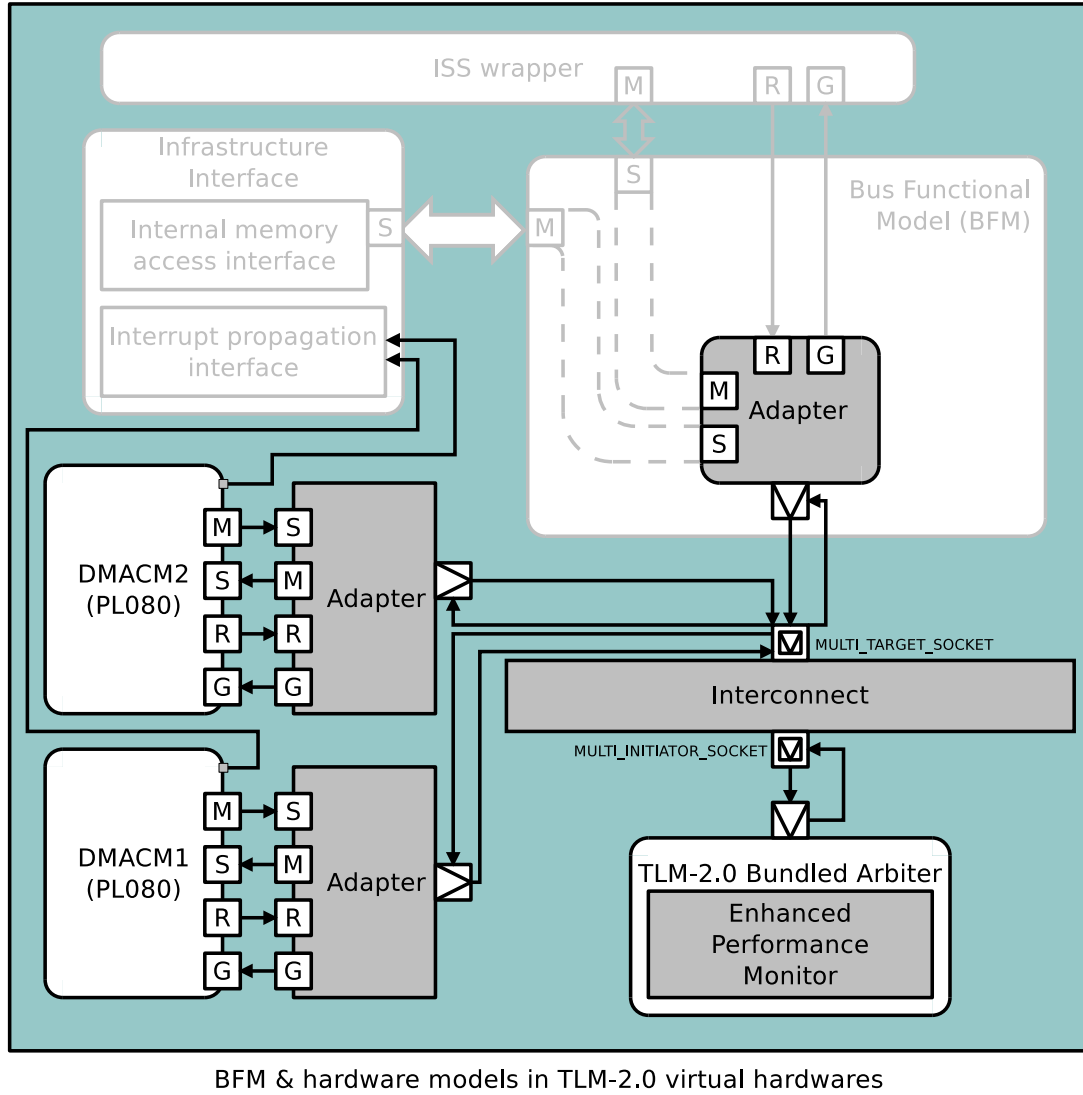 ISS wrapper
M
R
G
Infrastructure
Interface
Internal memory
access interface
S
Interrupt propagation
interface
S
M
Bus Functional
Model (BFM)
R
G
M
S
Adapter
DMACM2
(PL080)
M
S
R
G
S
M
R
G
Adapter
MULTI_TARGET_SOCKET
Interconnect
MULTI_INITIATOR_SOCKET
DMACM1
(PL080)
M
S
R
G
S
M
R
G
Adapter
TLM-2.0 Bundled Arbiter
Enhanced
Performance
Monitor
BFM & hardware models in TLM-2.0 virtual hardwares